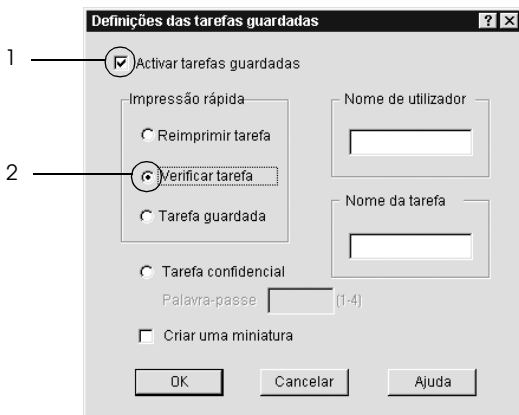 Definições das tarefas guardadas
1
Activar tarefas guardadas
Impressão rápida
Reimprimir tarefa
2
Verificar tarefa
Tarefa guardada
Nome de utilizador
Nome da tarefa
Tarefa confidencial
Palavra-passe (1-4)
Criar uma miniatura
OK Cancelar Ajuda